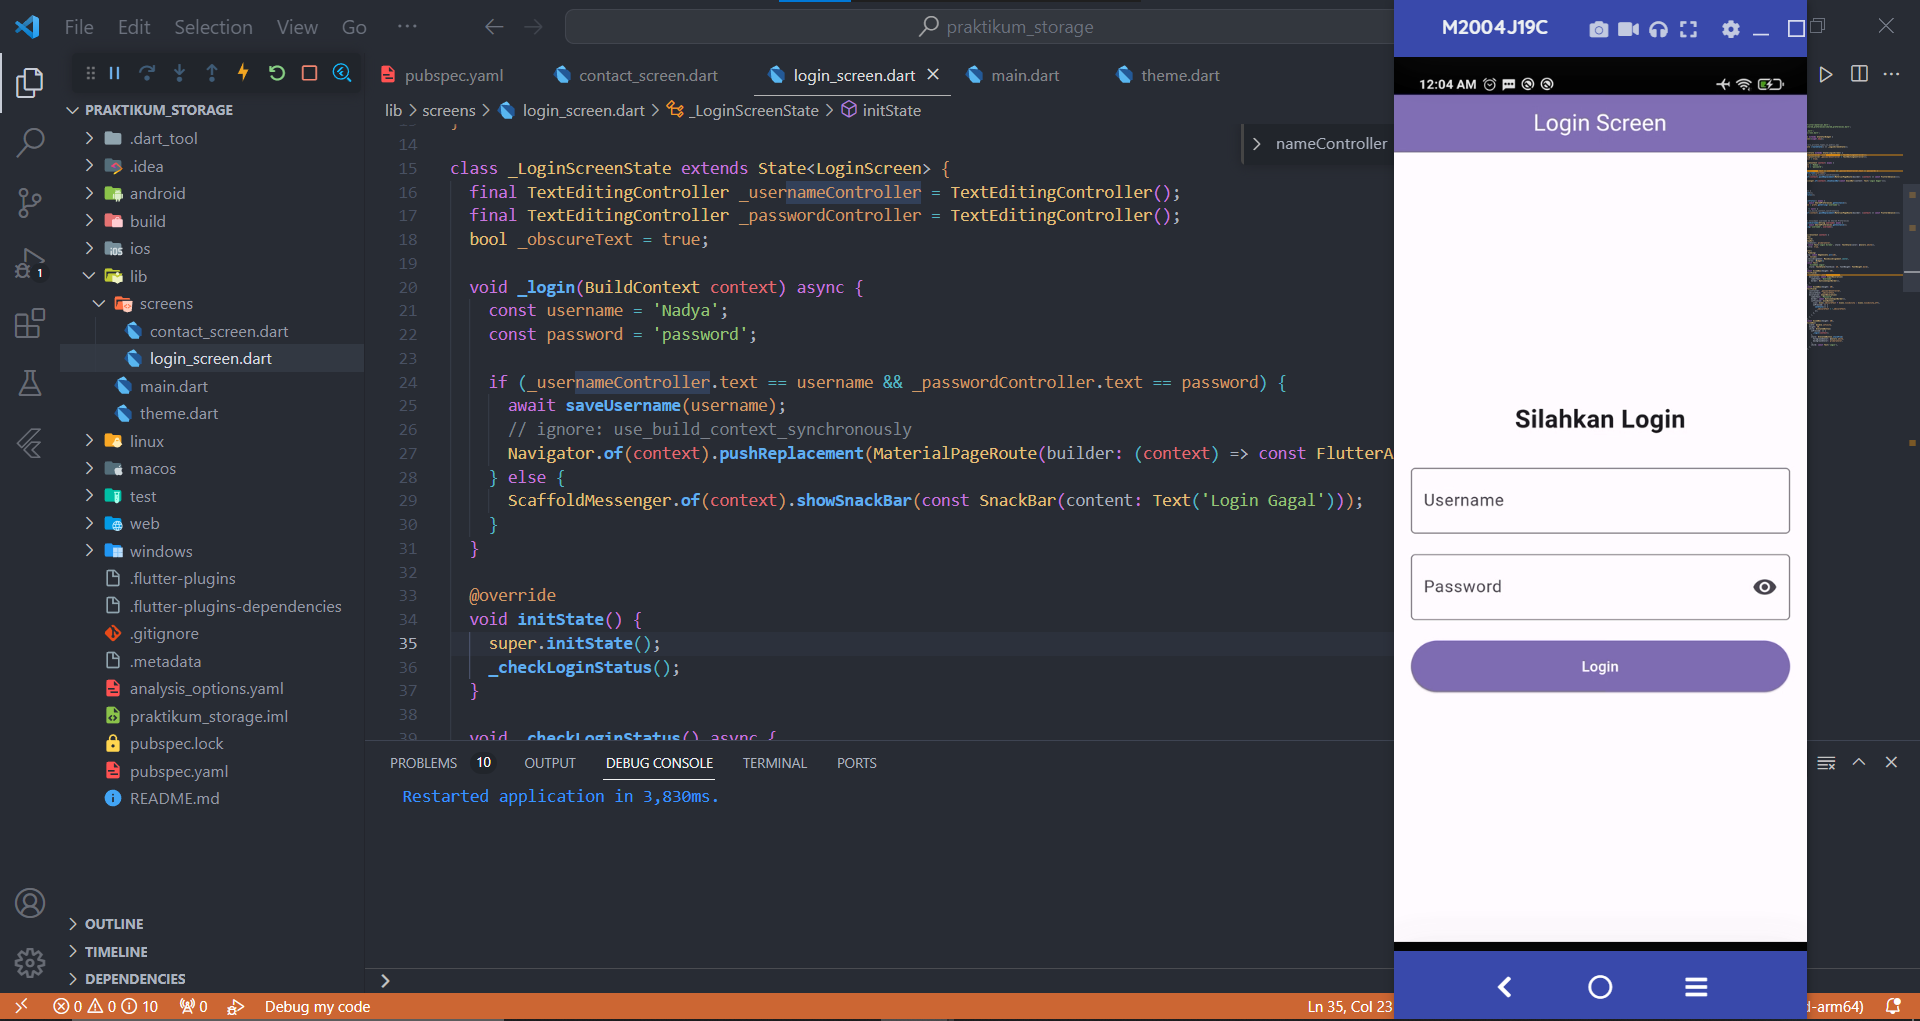 File Edit Selection View Go ··· praktikum_storage
pubspec.yaml contact_screen.dart login_screen.dart main.dart theme.dart
lib > screens > login_screen.dart > _LoginScreenState > initState
PRAKTIKUM_STORAGE
.dart_tool
.idea
android
build
ios
lib
screens
contact_screen.dart
login_screen.dart
main.dart
theme.dart
linux
macos
test
web
windows
.flutter-plugins
.flutter-plugins-dependencies
.gitignore
.metadata
analysis_options.yaml
praktikum_storage.iml
pubspec.lock
pubspec.yaml
README.md
OUTLINE
TIMELINE
DEPENDENCIES
1
nameController
14
15 class _LoginScreenState extends State<LoginScreen> {
16 final TextEditingController _usernameController = TextEditingController();
17 final TextEditingController _passwordController = TextEditingController();
18 bool _obscureText = true;
19
20 void _login(BuildContext context) async {
21 const username = 'Nadya';
22 const password = 'password';
23
24 if (_usernameController.text == username && _passwordController.text == password) {
25 await saveUsername(username);
26 // ignore: use_build_context_synchronously
27 Navigator.of(context).pushReplacement(MaterialPageRoute(builder: (context) => const FlutterA
28 } else {
29 ScaffoldMessenger.of(context).showSnackBar(const SnackBar(content: Text('Login Gagal')));
30 }
31 }
32
33 @override
34 void initState() {
35 super.initState();
36 _checkLoginStatus();
37 }
38
39 void _checkLoginStatus() async {
PROBLEMS 10 OUTPUT DEBUG CONSOLE TERMINAL PORTS
Restarted application in 3,830ms.
>
0 0 10 0 Debug my code Ln 35, Col 23
d-arm64)
M2004J19C
12:04 AM
Login Screen
Silahkan Login
Username
Password
Login